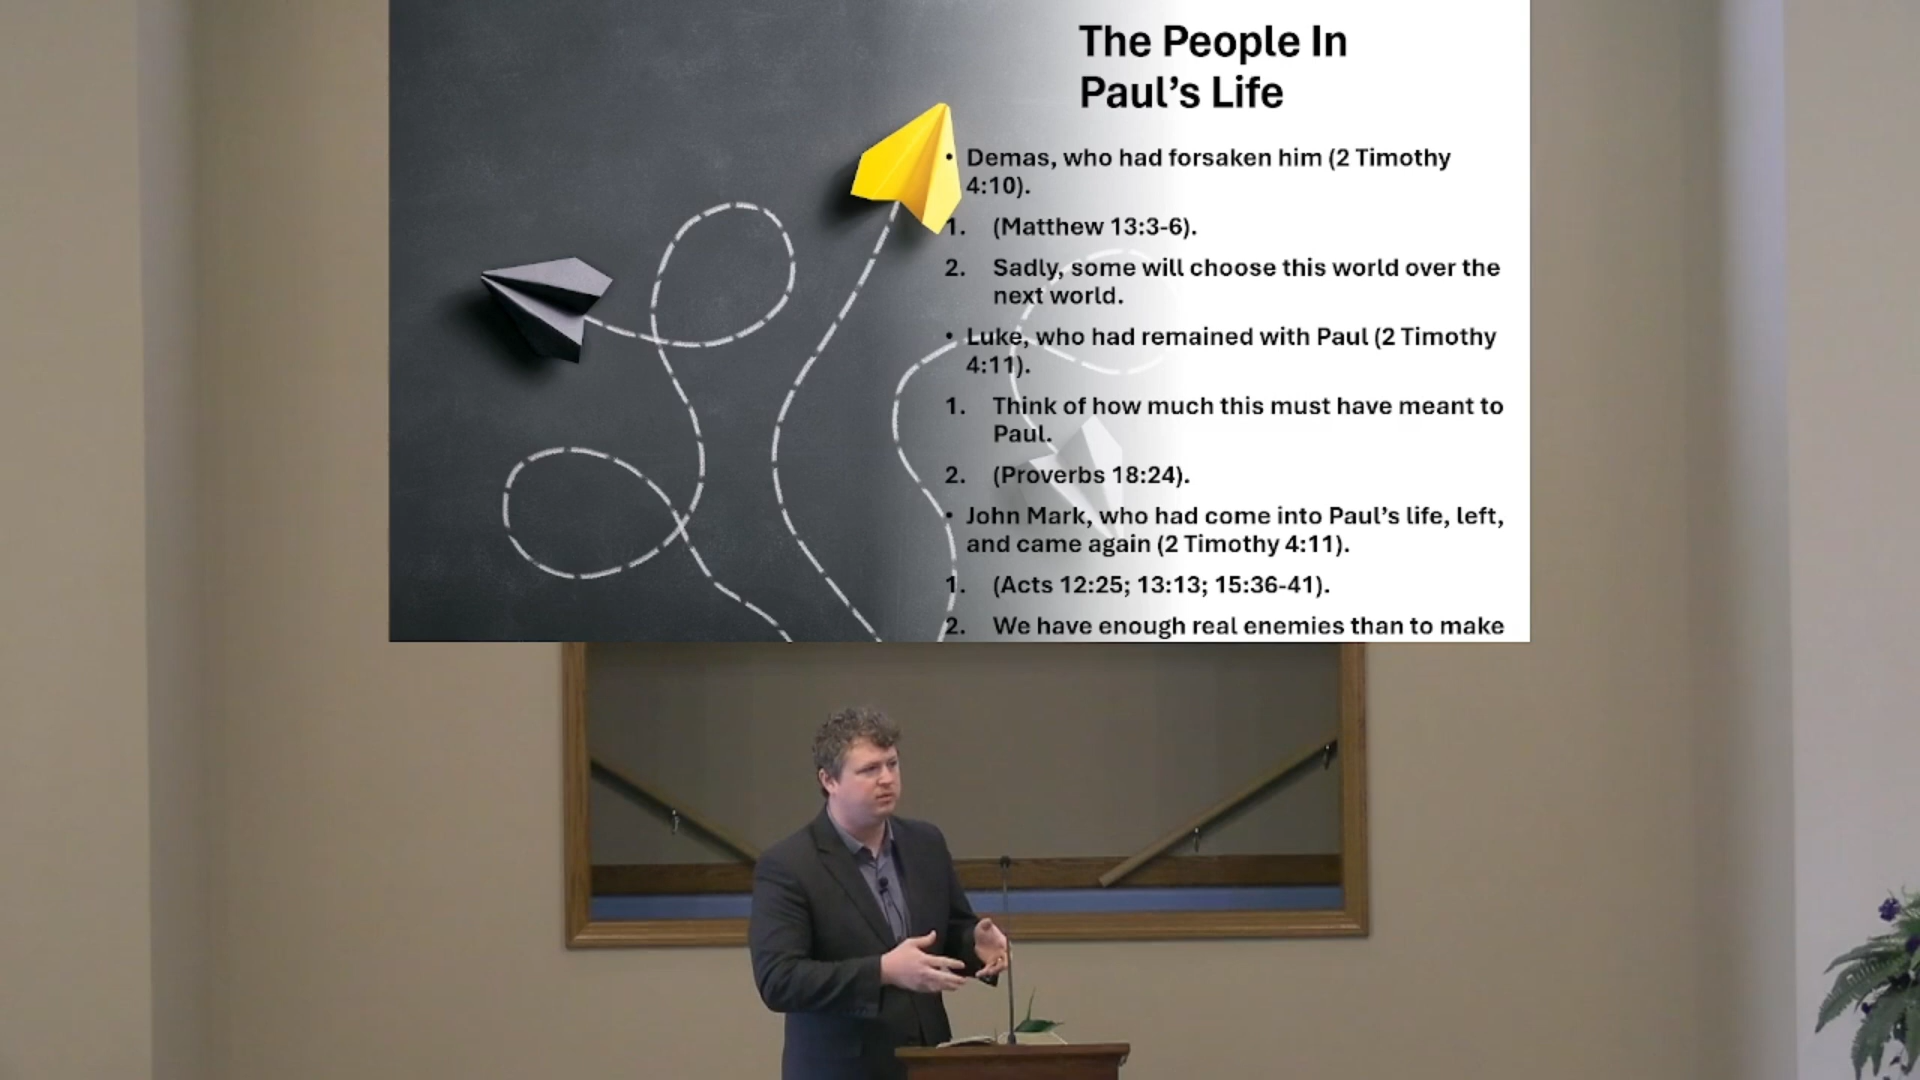 The People In
Paul's Life
• Demas, who had forsaken him (2 Timothy
4:10).
1. (Matthew 13:3-6).
2. Sadly, some will choose this world over the
next world.
• Luke, who had remained with Paul (2 Timothy
4:11).
1. Think of how much this must have meant to
Paul.
2. (Proverbs 18:24).
• John Mark, who had come into Paul's life, left,
and came again (2 Timothy 4:11).
1. (Acts 12:25; 13:13; 15:36-41).
2. We have enough real enemies than to make